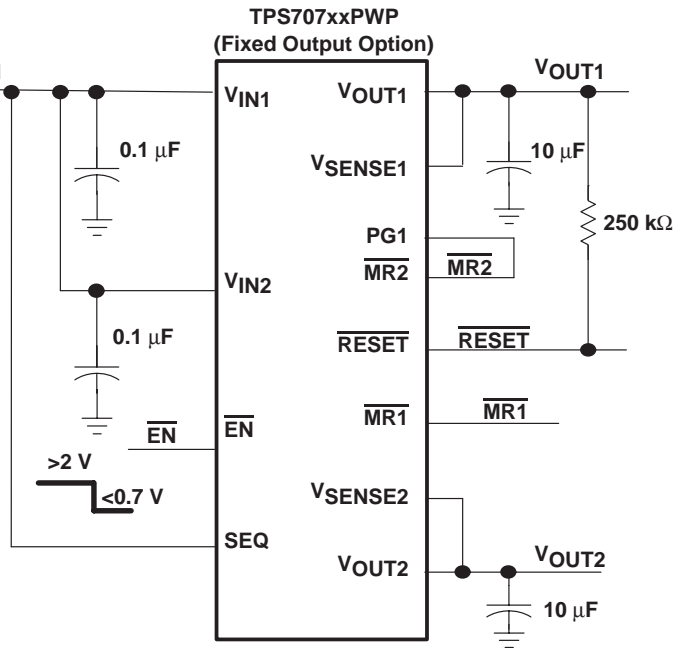 TPS707xxPWP
(Fixed Output Option)
VIN1
VOUT1
VOUT1
0.1 μF
10 μF
VSENSE1
250 kΩ
PG1
MR2
MR2
VIN2
0.1 μF
RESET
RESET
EN
EN
MR1
MR1
>2 V
<0.7 V
VSENSE2
SEQ
VOUT2
VOUT2
10 μF